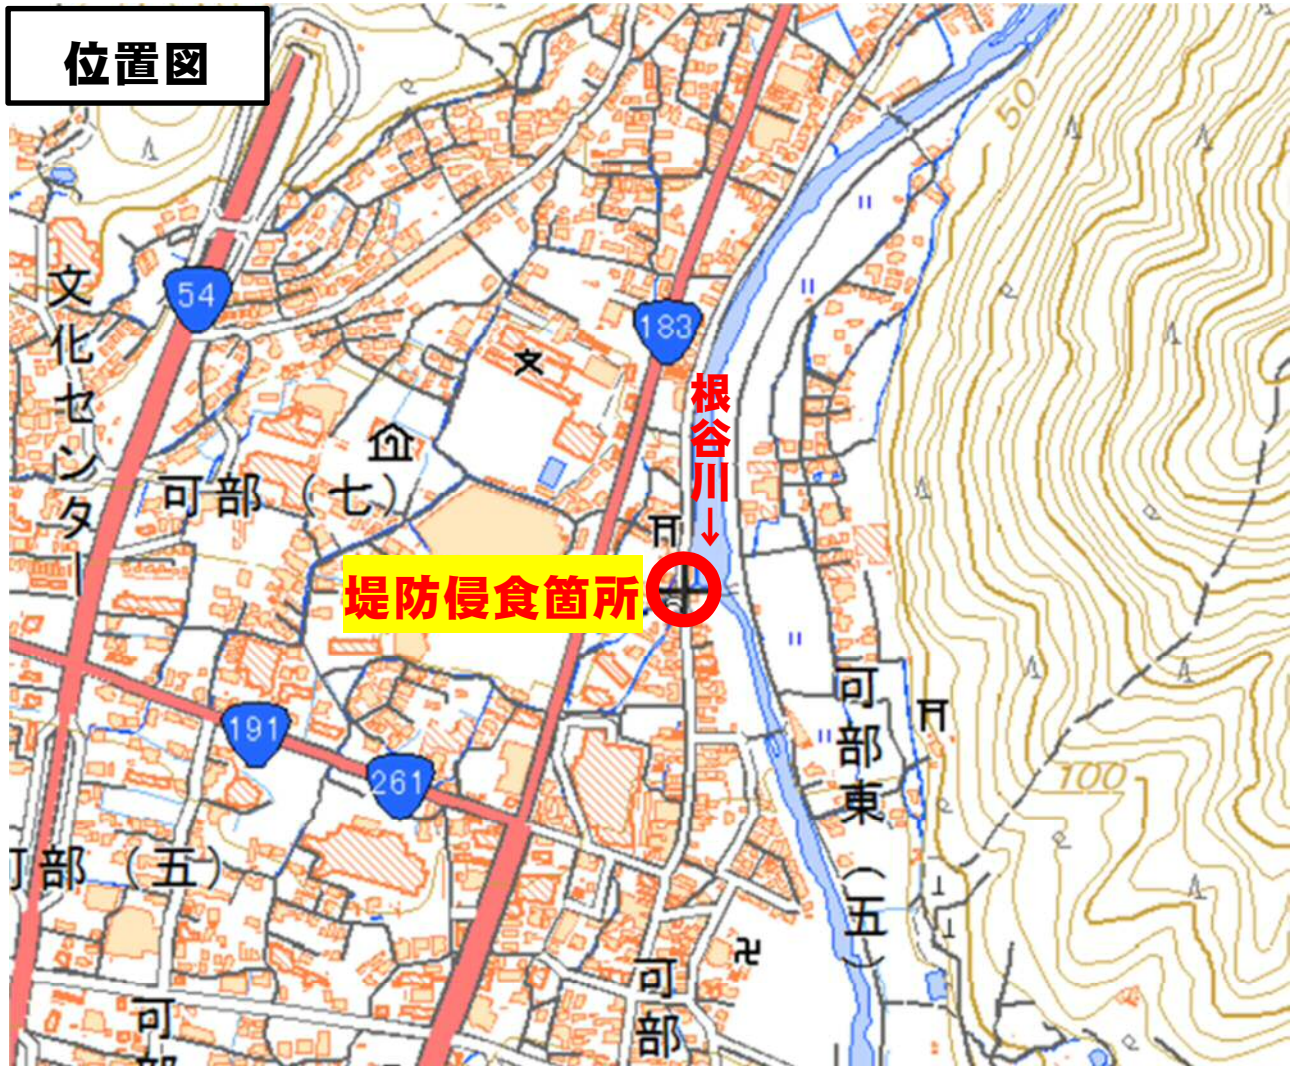 位置図
50
54
183
文化センター
根谷川→
可部(七)
堤防侵食箇所
可部東(五)
191
261
100
可部(五)
可部
可部